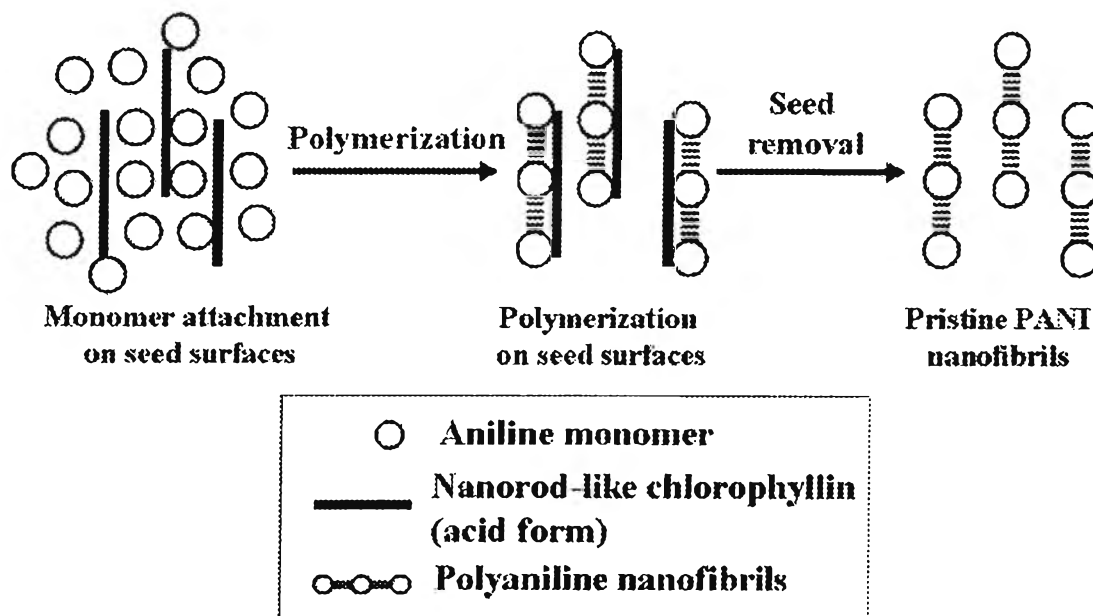 Polymerization
Seed
removal
Monomer attachment
on seed surfaces
Polymerization
on seed surfaces
Pristine PANI
nanofibrils
Aniline monomer
Nanorod-like chlorophyllin
(acid form)
Polyaniline nanofibrils